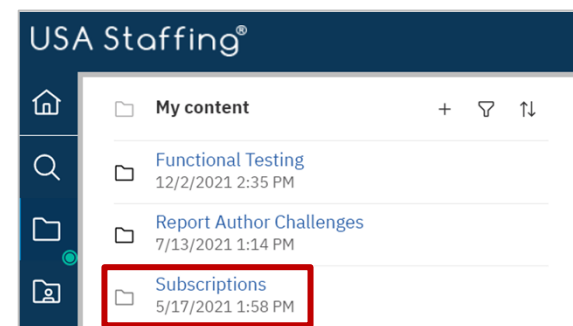 USA Staffing®
My content
Functional Testing
12/2/2021 2:35 PM
Report Author Challenges
7/13/2021 1:14 PM
Subscriptions
5/17/2021 1:58 PM